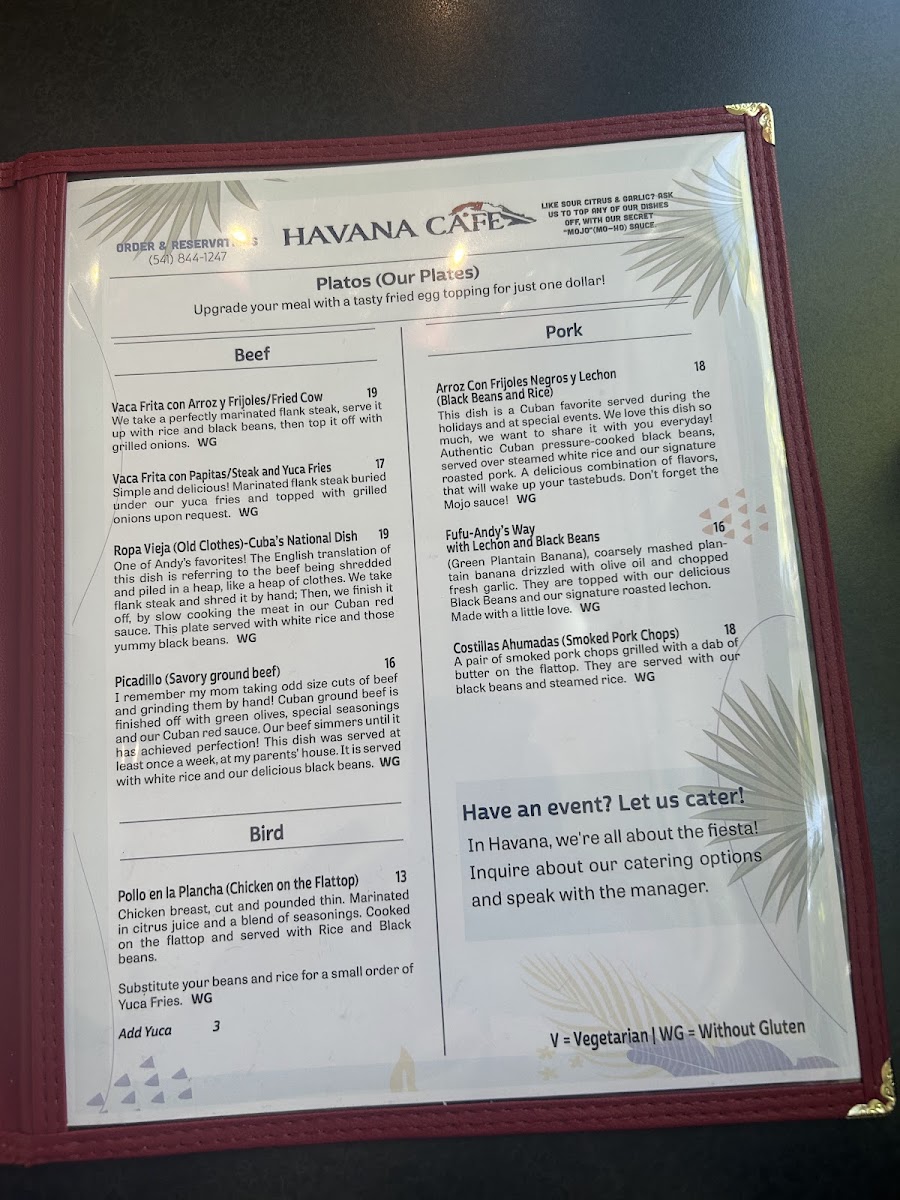 ORDER & RESERVATIONS
(541) 844-1247
HAVANA CAFE
LIKE SOUR CITRUS & GARLIC? ASK
US TO TOP ANY OF OUR DISHES
OFF, WITH OUR SECRET
"MOJO"(MO-HO) SAUCE.
Platos (Our Plates)
Upgrade your meal with a tasty fried egg topping for just one dollar!
Beef
Vaca Frita con Arroz y Frijoles/Fried Cow 19
We take a perfectly marinated flank steak, serve it
up with rice and black beans, then top it off with
grilled onions. WG
Vaca Frita con Papitas/Steak and Yuca Fries 17
Simple and delicious! Marinated flank steak buried
under our yuca fries and topped with grilled
onions upon request. WG
Ropa Vieja (Old Clothes)-Cuba's National Dish 19
One of Andy's favorites! The English translation of
this dish is referring to the beef being shredded
and piled in a heap, like a heap of clothes. We take
flank steak and shred it by hand; Then, we finish it
off, by slow cooking the meat in our Cuban red
sauce. This plate served with white rice and those
yummy black beans. WG
Picadillo (Savory ground beef) 16
I remember my mom taking odd size cuts of beef
and grinding them by hand! Cuban ground beef is
finished off with green olives, special seasonings
and our Cuban red sauce. Our beef simmers until it
has achieved perfection! This dish was served at
least once a week, at my parents' house. It is served
with white rice and our delicious black beans. WG
Bird
Pollo en la Plancha (Chicken on the Flattop) 13
Chicken breast, cut and pounded thin. Marinated
in citrus juice and a blend of seasonings. Cooked
on the flattop and served with Rice and Black
beans.
Substitute your beans and rice for a small order of
Yuca Fries. WG
Add Yuca 3
Pork
Arroz Con Frijoles Negros y Lechon 18
(Black Beans and Rice)
This dish is a Cuban favorite served during the
holidays and at special events. We love this dish so
much, we want to share it with you everyday!
Authentic Cuban pressure-cooked black beans,
served over steamed white rice and our signature
roasted pork. A delicious combination of flavors,
that will wake up your tastebuds. Don't forget the
Mojo sauce! WG
Fufu-Andy's Way 16
with Lechon and Black Beans
(Green Plantain Banana), coarsely mashed plan-
tain banana drizzled with olive oil and chopped
fresh garlic. They are topped with our delicious
Black Beans and our signature roasted lechon.
Made with a little love. WG
Costillas Ahumadas (Smoked Pork Chops) 18
A pair of smoked pork chops grilled with a dab of
butter on the flattop. They are served with our
black beans and steamed rice. WG
Have an event? Let us cater!
In Havana, we're all about the fiesta!
Inquire about our catering options
and speak with the manager.
V = Vegetarian | WG = Without Gluten